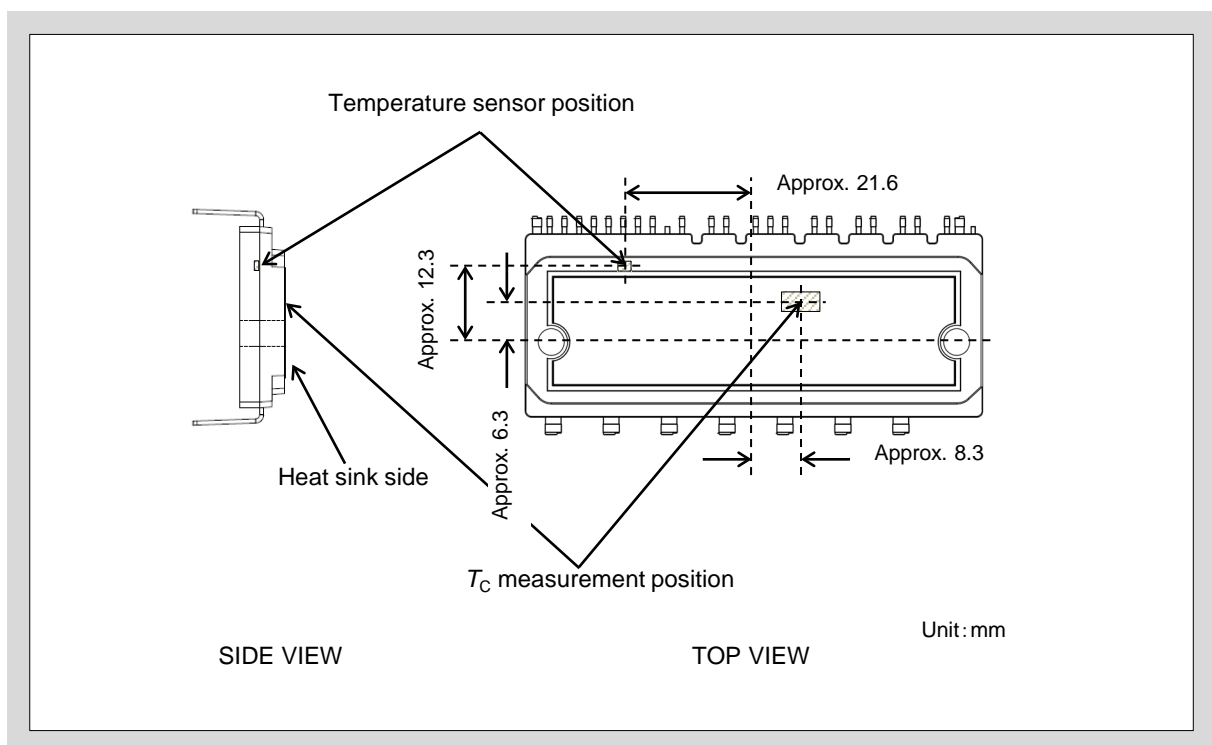 Temperature sensor position
Approx. 21.6
Approx. 12.3
Approx. 6.3
Approx. 8.3
Heat sink side
TC measurement position
Unit:mm
SIDE VIEW
TOP VIEW